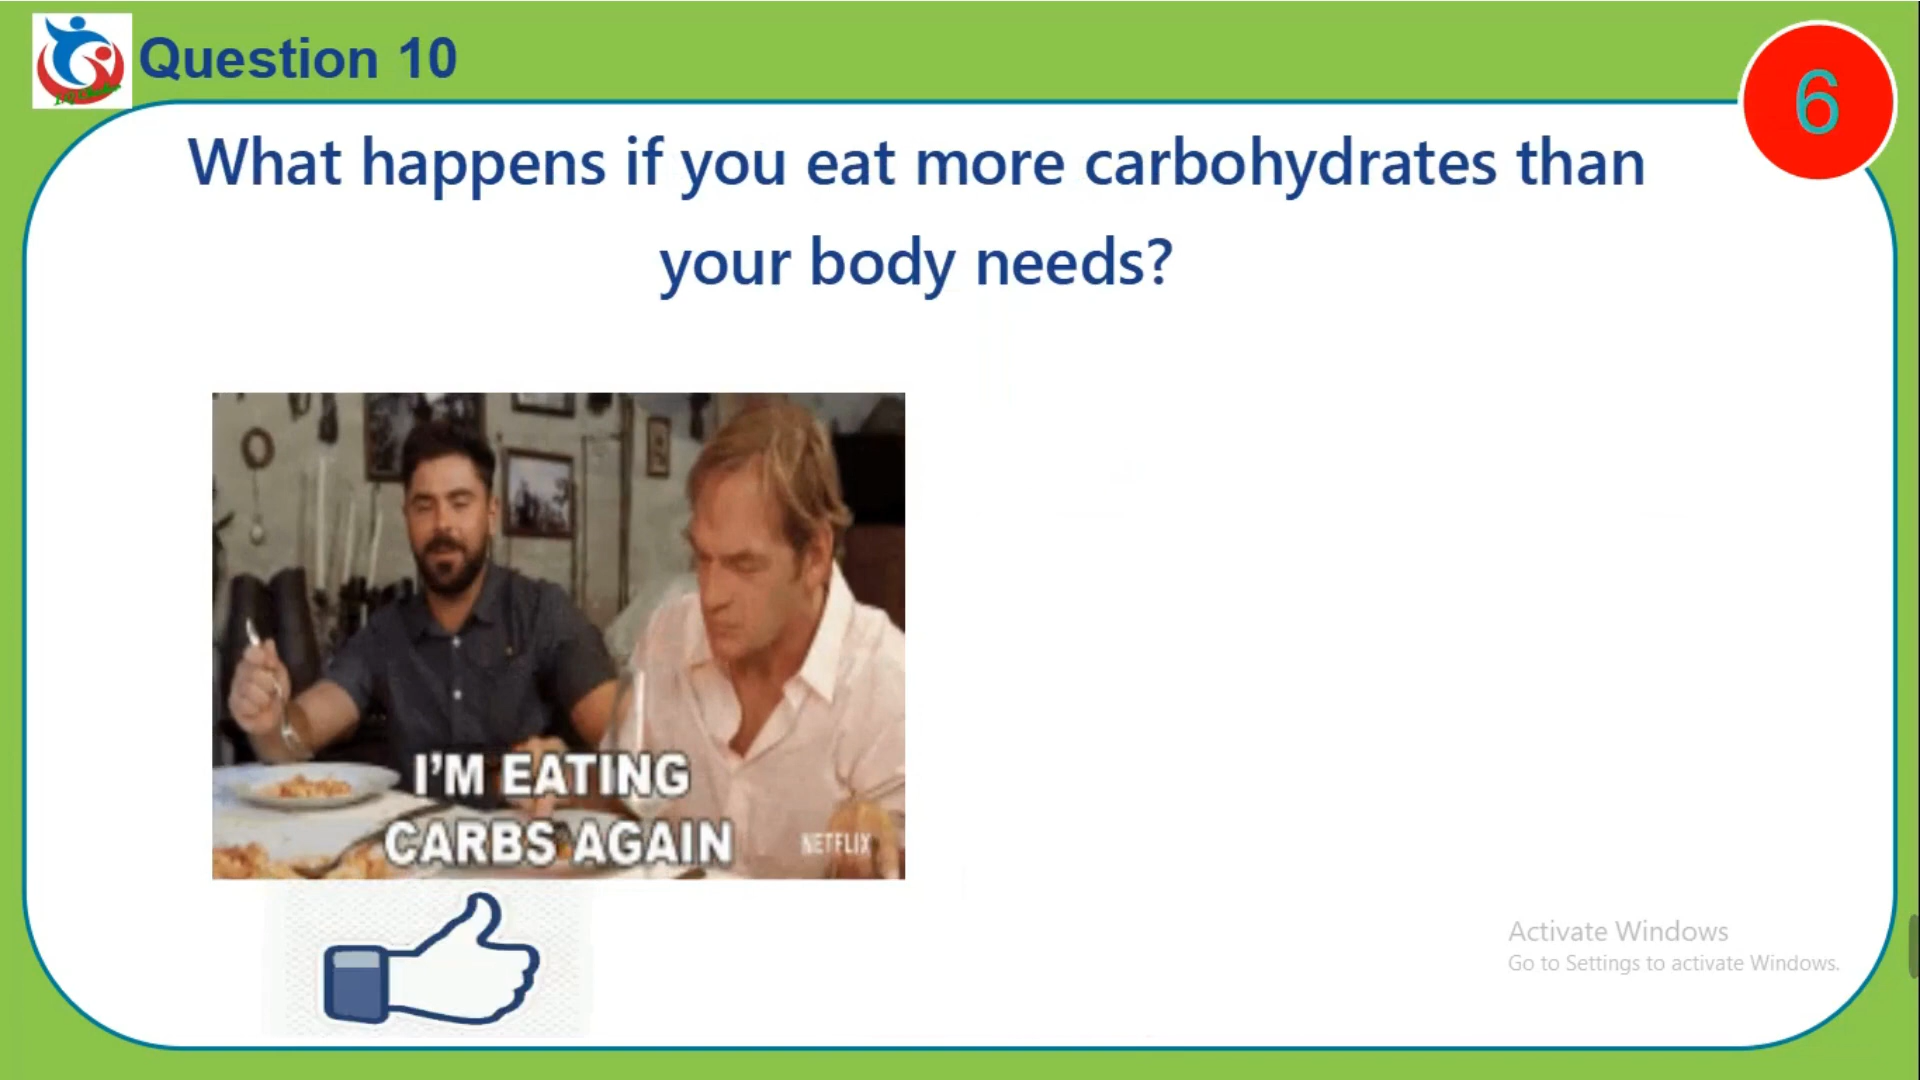 Question 10
6
What happens if you eat more carbohydrates than
your body needs?
I'M EATING
CARBS AGAIN
NETFLIX
Activate Windows
Go to Settings to activate Windows.